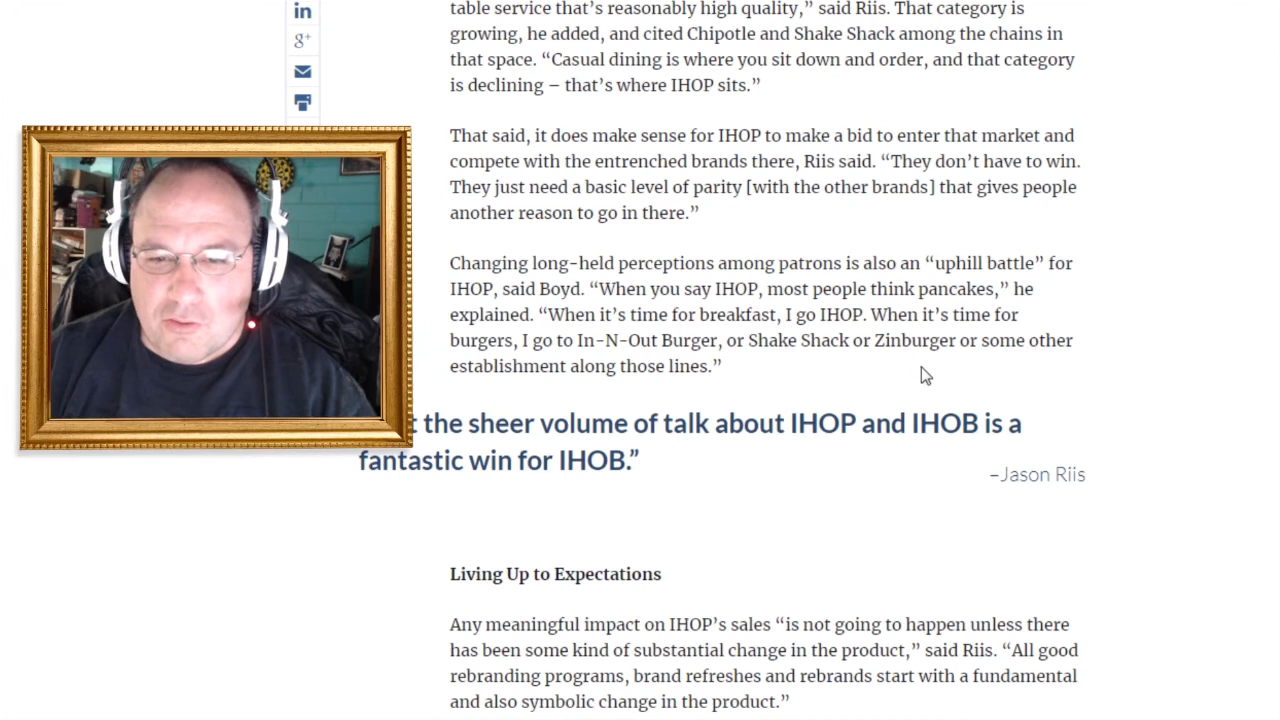 table service that’s reasonably high quality,” said Riis. That category is
growing, he added, and cited Chipotle and Shake Shack among the chains in
that space. “Casual dining is where you sit down and order, and that category
is declining – that’s where IHOP sits.”
That said, it does make sense for IHOP to make a bid to enter that market and
compete with the entrenched brands there, Riis said. “They don’t have to win.
They just need a basic level of parity [with the other brands] that gives people
another reason to go in there.”
Changing long-held perceptions among patrons is also an “uphill battle” for
IHOP, said Boyd. “When you say IHOP, most people think pancakes,” he
explained. “When it’s time for breakfast, I go IHOP. When it’s time for
burgers, I go to In-N-Out Burger, or Shake Shack or Zinburger or some other
establishment along those lines.”
the sheer volume of talk about IHOP and IHOB is a
fantastic win for IHOB.”
–Jason Riis
Living Up to Expectations
Any meaningful impact on IHOP’s sales “is not going to happen unless there
has been some kind of substantial change in the product,” said Riis. “All good
rebranding programs, brand refreshes and rebrands start with a fundamental
and also symbolic change in the product.”
in
g+